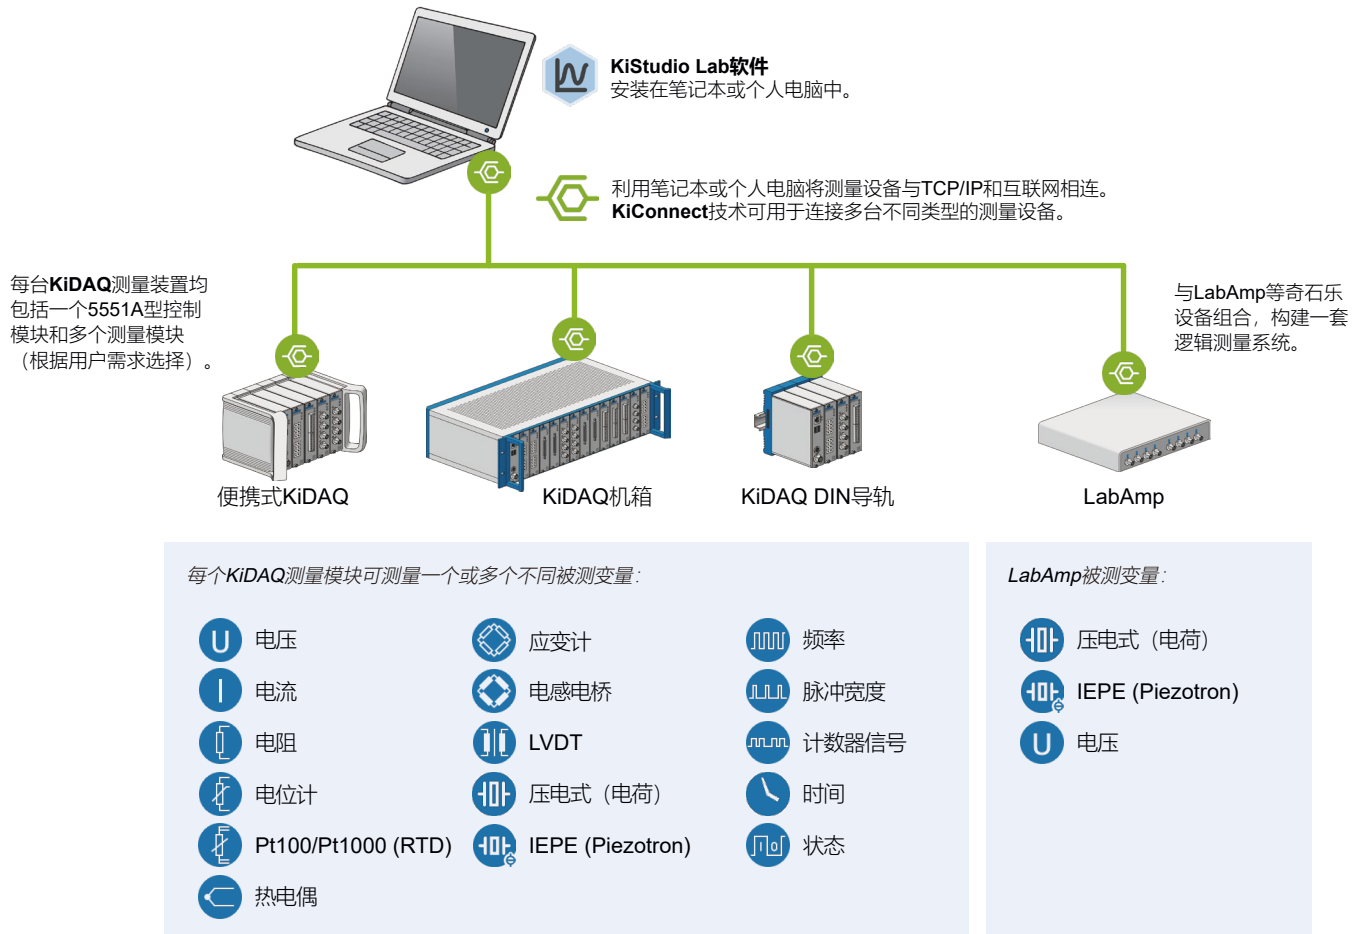 KiStudio Lab软件
安装在笔记本或个人电脑中。
利用笔记本或个人电脑将测量设备与TCP/IP和互联网相连。
KiConnect技术可用于连接多台不同类型的测量设备。
每台KiDAQ测量装置均
包括一个5551A型控制
模块和多个测量模块
（根据用户需求选择）。
与LabAmp等奇石乐
设备组合，构建一套
逻辑测量系统。
便携式KiDAQ
KiDAQ机箱
KiDAQ DIN导轨
LabAmp
每个KiDAQ测量模块可测量一个或多个不同被测变量：
U 电压
电流
电阻
电位计
Pt100/Pt1000 (RTD)
热电偶
应变计
电感电桥
LVDT
压电式（电荷）
IEPE (Piezotron)
频率
脉冲宽度
计数器信号
时间
状态
LabAmp被测变量：
压电式（电荷）
IEPE (Piezotron)
U 电压